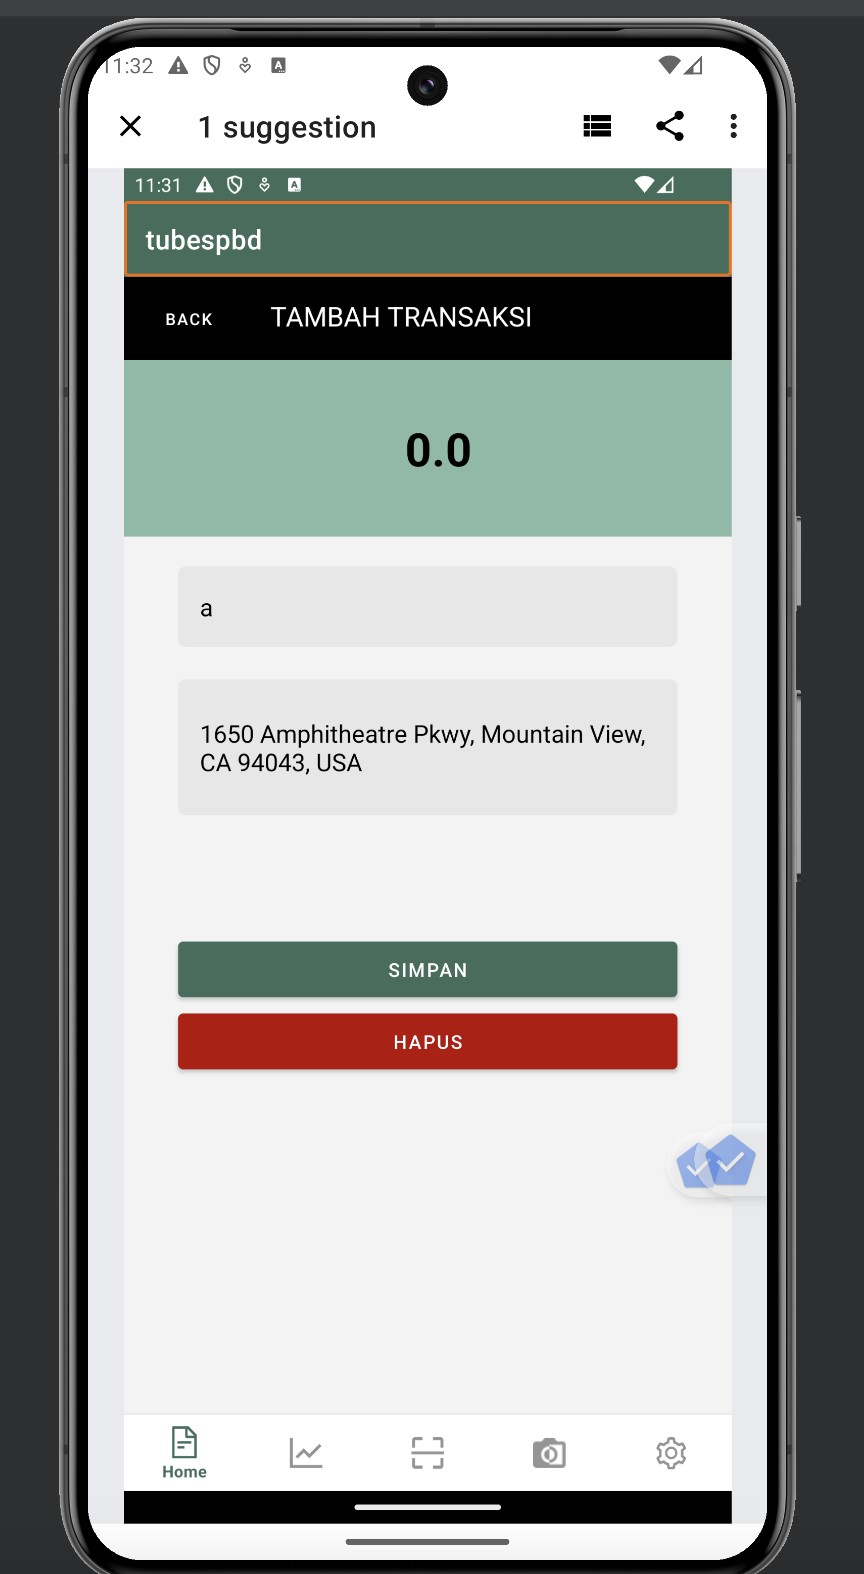 11:32
1 suggestion
11:31
tubespbd
BACK TAMBAH TRANSAKSI
0.0
a
1650 Amphitheatre Pkwy, Mountain View,
CA 94043, USA
SIMPAN
HAPUS
Home